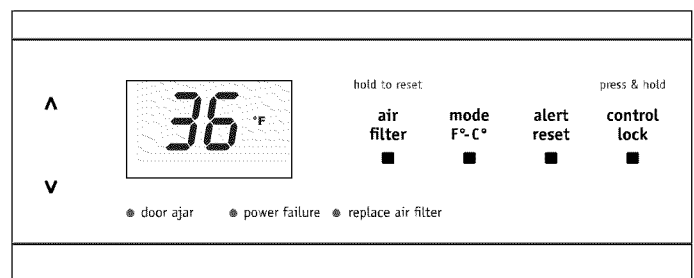 36 °F
hold to reset
press & hold
air filter
mode F°-C°
alert reset
control lock
door ajar
power failure
replace air filter